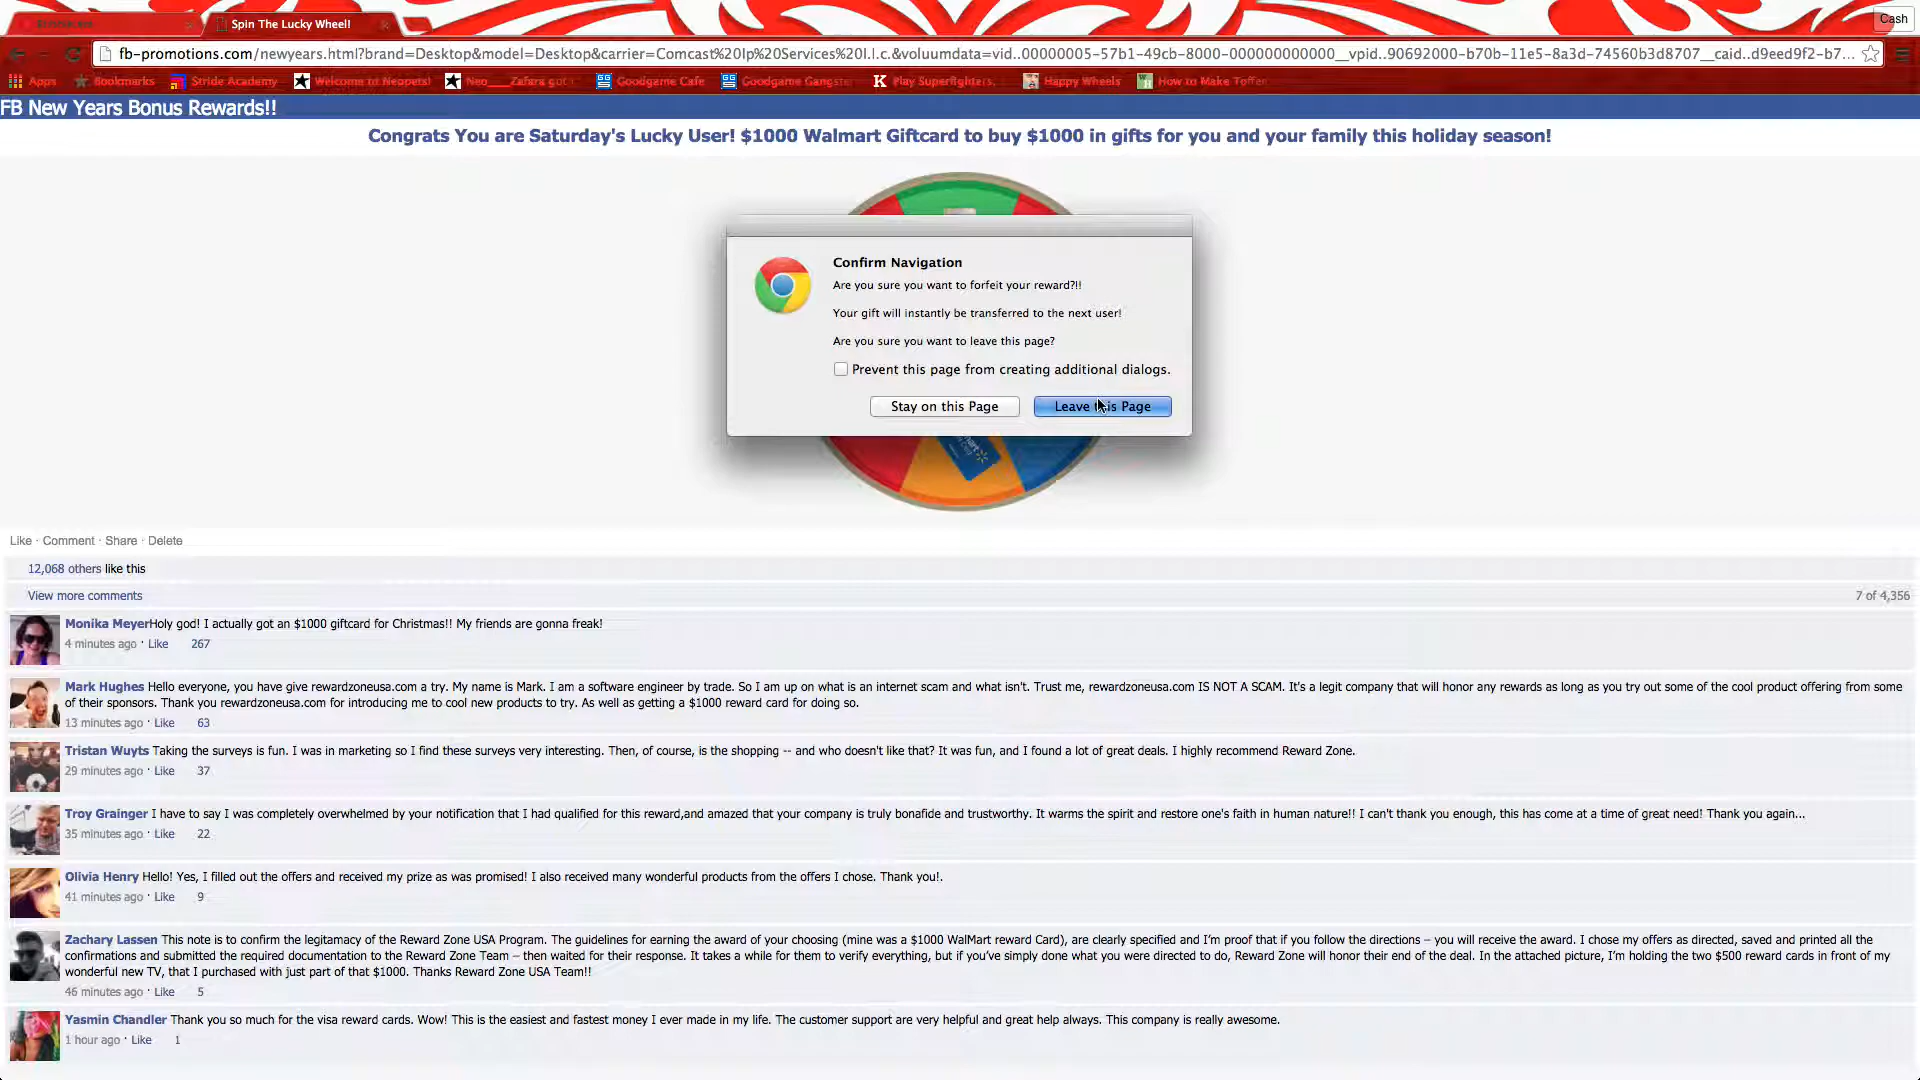 Spin The Lucky Wheel!
Cash
fb-promotions.com/newyears.html?brand=Desktop&model=Desktop&carrier=Comcast%20Ip%20Services%20l.l.c.&voluumdata=vid..00000005-57b1-49cb-8000-000000000000__vpid..90692000-b70b-11e5-8a3d-74560b3d8707__caid..d9eed9f2-b7...
Apps Bookmarks Stride Academy Welcome to Neopets! Neo___Zafara got Goodgame Cafe Goodgame Gangste Play Superfighters, Happy Wheels How to Make Toffee
FB New Years Bonus Rewards!!
Congrats You are Saturday's Lucky User! $1000 Walmart Giftcard to buy $1000 in gifts for you and your family this holiday season!
Confirm Navigation
Are you sure you want to forfeit your reward?!!
Your gift will instantly be transferred to the next user!
Are you sure you want to leave this page?
Prevent this page from creating additional dialogs.
Stay on this Page Leave this Page
Like · Comment · Share · Delete
12,068 others like this
View more comments 7 of 4,356
Monika MeyerHoly god! I actually got an $1000 giftcard for Christmas!! My friends are gonna freak!
4 minutes ago · Like 267
Mark Hughes Hello everyone, you have give rewardzoneusa.com a try. My name is Mark. I am a software engineer by trade. So I am up on what is an internet scam and what isn't. Trust me, rewardzoneusa.com IS NOT A SCAM. It's a legit company that will honor any rewards as long as you try out some of the cool product offering from some
of their sponsors. Thank you rewardzoneusa.com for introducing me to cool new products to try. As well as getting a $1000 reward card for doing so.
13 minutes ago · Like 63
Tristan Wuyts Taking the surveys is fun. I was in marketing so I find these surveys very interesting. Then, of course, is the shopping -- and who doesn't like that? It was fun, and I found a lot of great deals. I highly recommend Reward Zone.
29 minutes ago · Like 37
Troy Grainger I have to say I was completely overwhelmed by your notification that I had qualified for this reward,and amazed that your company is truly bonafide and trustworthy. It warms the spirit and restore one's faith in human nature!! I can't thank you enough, this has come at a time of great need! Thank you again...
35 minutes ago · Like 22
Olivia Henry Hello! Yes, I filled out the offers and received my prize as was promised! I also received many wonderful products from the offers I chose. Thank you!.
41 minutes ago · Like 9
Zachary Lassen This note is to confirm the legitamacy of the Reward Zone USA Program. The guidelines for earning the award of your choosing (mine was a $1000 WalMart reward Card), are clearly specified and I'm proof that if you follow the directions – you will receive the award. I chose my offers as directed, saved and printed all the
confirmations and submitted the required documentation to the Reward Zone Team – then waited for their response. It takes a while for them to verify everything, but if you've simply done what you were directed to do, Reward Zone will honor their end of the deal. In the attached picture, I'm holding the two $500 reward cards in front of my
wonderful new TV, that I purchased with just part of that $1000. Thanks Reward Zone USA Team!!
46 minutes ago · Like 5
Yasmin Chandler Thank you so much for the visa reward cards. Wow! This is the easiest and fastest money I ever made in my life. The customer support are very helpful and great help always. This company is really awesome.
1 hour ago · Like 1